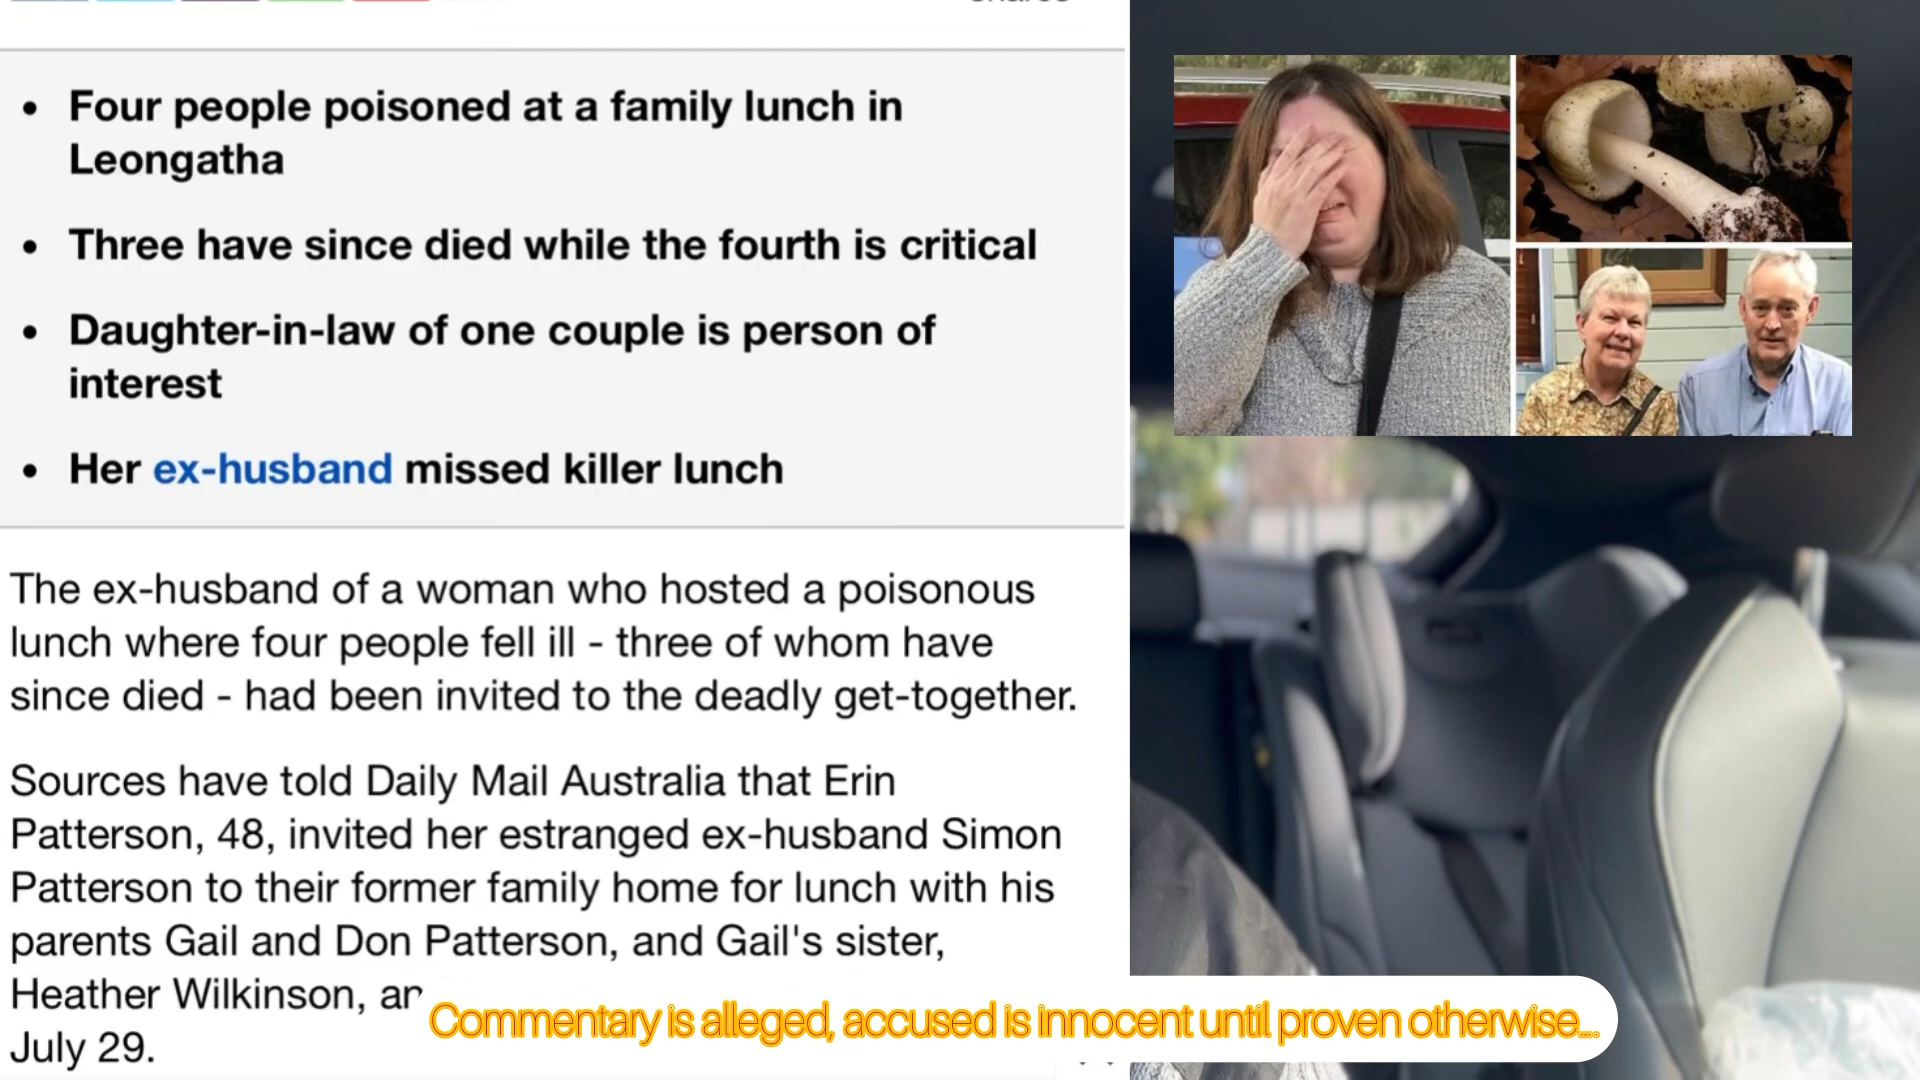 Four people poisoned at a family lunch in
Leongatha
Three have since died while the fourth is critical
Daughter-in-law of one couple is person of
interest
Her ex-husband missed killer lunch
The ex-husband of a woman who hosted a poisonous
lunch where four people fell ill - three of whom have
since died - had been invited to the deadly get-together.
Sources have told Daily Mail Australia that Erin
Patterson, 48, invited her estranged ex-husband Simon
Patterson to their former family home for lunch with his
parents Gail and Don Patterson, and Gail's sister,
Heather Wilkinson,
July 29.
Commentary is alleged, accused is innocent until proven otherwise...